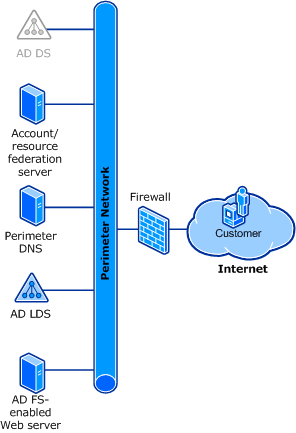 AD DS
Account/
resource
federation
server
Perimeter
DNS
AD LDS
AD FS-
enabled
Web server
Perimeter Network
Firewall
Customer
Internet